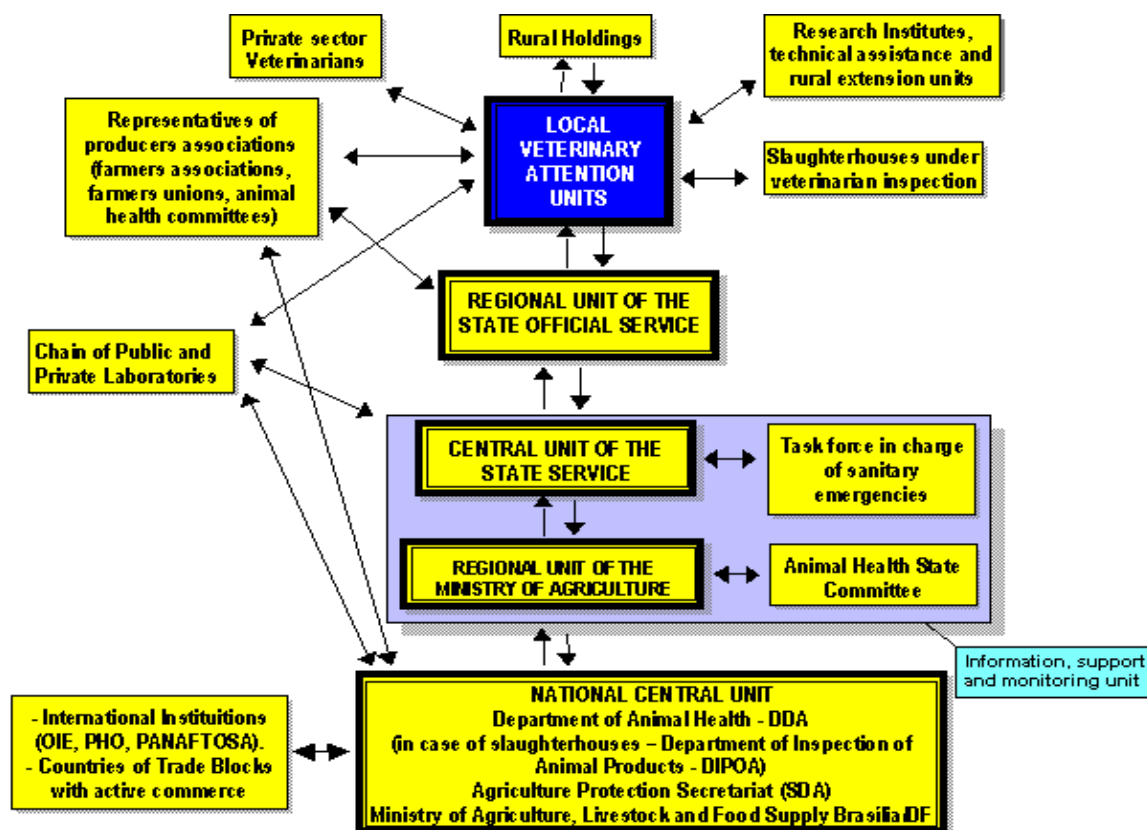 Private sector
Veterinarians
Rural Holdings
Research Institutes,
technical assistance and
rural extension units
Representatives of
producers associations
(farmers associations,
farmers unions, animal
health committees)
LOCAL
VETERINARY
ATTENTION
UNITS
Slaughterhouses under
veterinarian inspection
REGIONAL UNIT OF THE
STATE OFFICIAL SERVICE
Chain of Public and
Private Laboratories
CENTRAL UNIT OF THE
STATE SERVICE
Task force in charge
of sanitary
emergencies
REGIONAL UNIT OF THE
MINISTRY OF AGRICULTURE
Animal Health State
Committee
Information, support
and monitoring unit
- International Instituitions
(OIE, PHO, PANAFTOSA).
- Countries of Trade Blocks
with active commerce
NATIONAL CENTRAL UNIT
Department of Animal Health - DDA
(in case of slaughterhouses – Department of Inspection of
Animal Products - DIPOA)
Agriculture Protection Secretariat (SDA)
Ministry of Agriculture, Livestock and Food Supply Brasília/DF